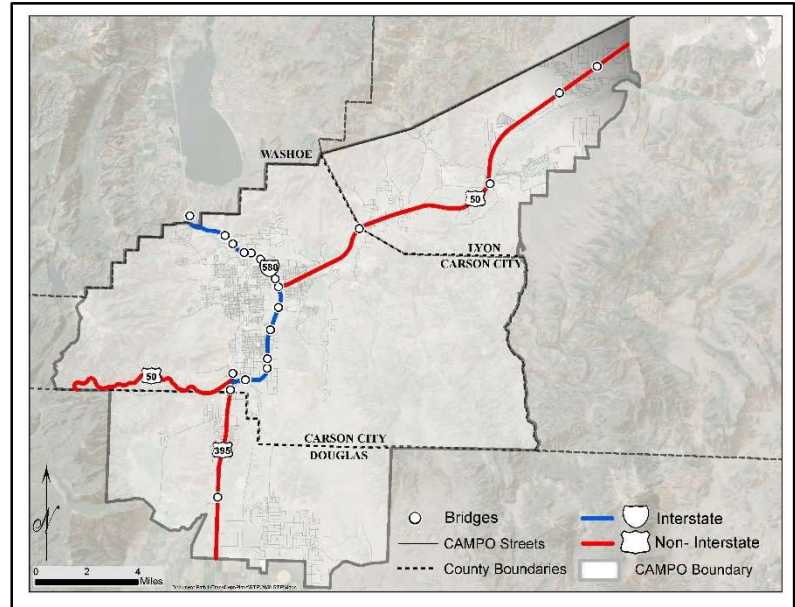 WASHOE
50
LYON
CARSON CITY
580
50
CARSON CITY
DOUGLAS
395
N
Bridges
CAMPO Streets
County Boundaries
Interstate
Non- Interstate
CAMPO Boundary
0 2 4
Miles